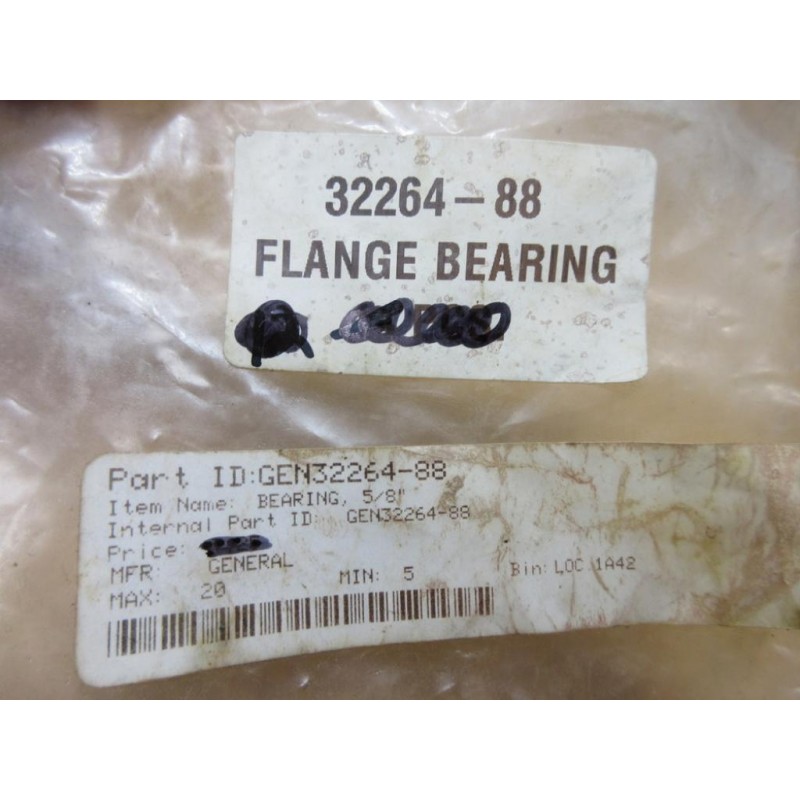 32264-88
FLANGE BEARING
Part ID:GEN32264-88
Item Name: BEARING, 5/8"
Internal Part ID: GEN32264-88
Price:
MFR: GENERAL
MAX: 20 MIN: 5 Bin: LOC 1A42